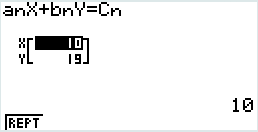 anX+bnY=Cn
X[ 10]
Y[ 19]
10
REPT